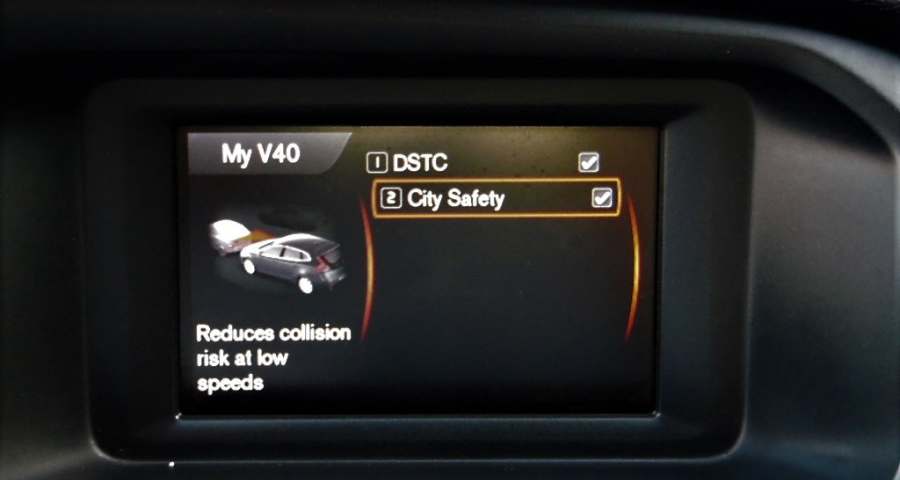 My V40
1 DSTC
2 City Safety
Reduces collision
risk at low
speeds